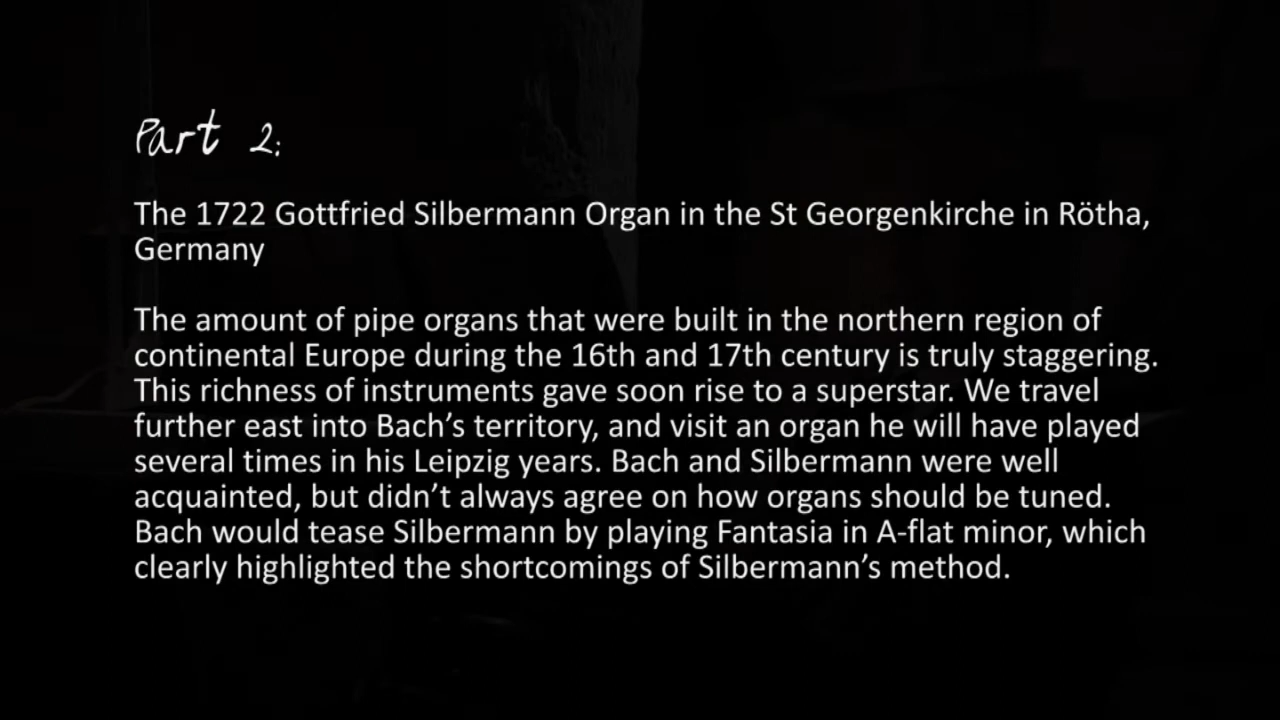 Part 2:
The 1722 Gottfried Silbermann Organ in the St Georgenkirche in Rötha,
Germany
The amount of pipe organs that were built in the northern region of
continental Europe during the 16th and 17th century is truly staggering.
This richness of instruments gave soon rise to a superstar. We travel
further east into Bach’s territory, and visit an organ he will have played
several times in his Leipzig years. Bach and Silbermann were well
acquainted, but didn’t always agree on how organs should be tuned.
Bach would tease Silbermann by playing Fantasia in A-flat minor, which
clearly highlighted the shortcomings of Silbermann’s method.